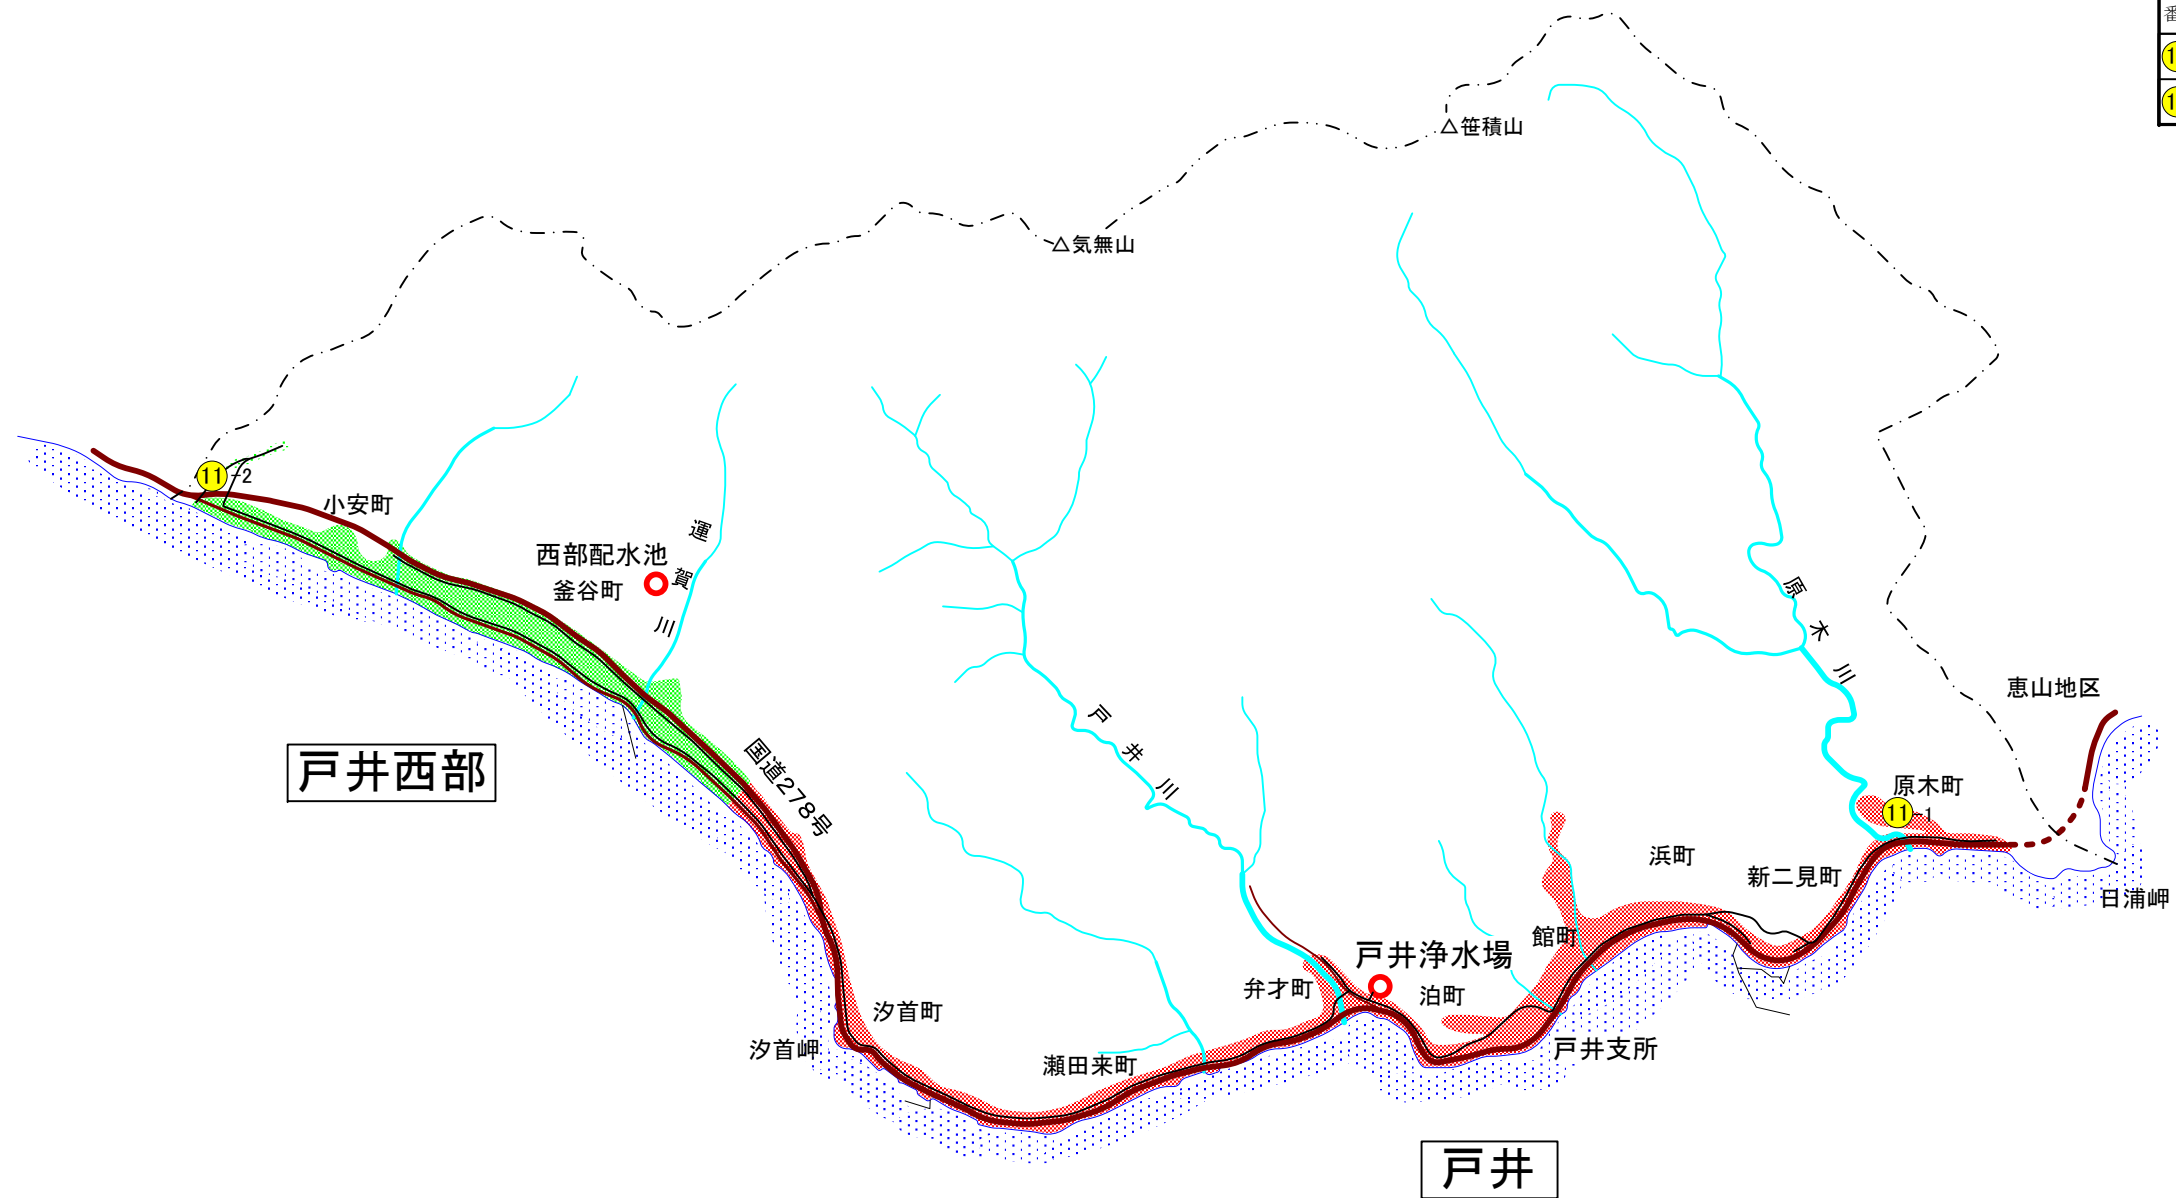 番
1
1
△笹積山
△気無山
11-2
小安町
西部配水池
釜谷町
運賀川
戸井西部
国道278号
原木川
恵山地区
原木町
11-1
戸井川
浜町
新二見町
日浦岬
館町
戸井浄水場
弁才町
泊町
汐首町
汐首岬
瀬田来町
戸井支所
戸井